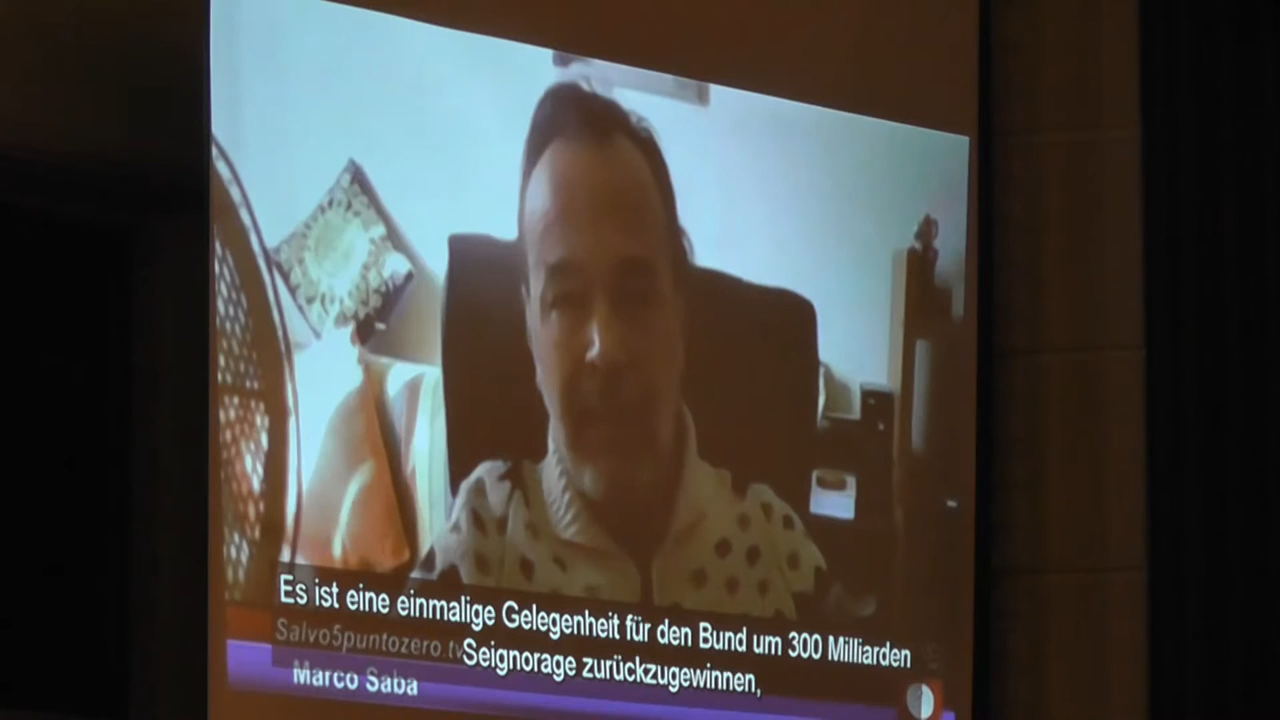 Es ist eine einmalige Gelegenheit für den Bund um 300 Milliarden
Salvo5puntozero.tv
Seignorage zurückzugewinnen,
Marco Saba